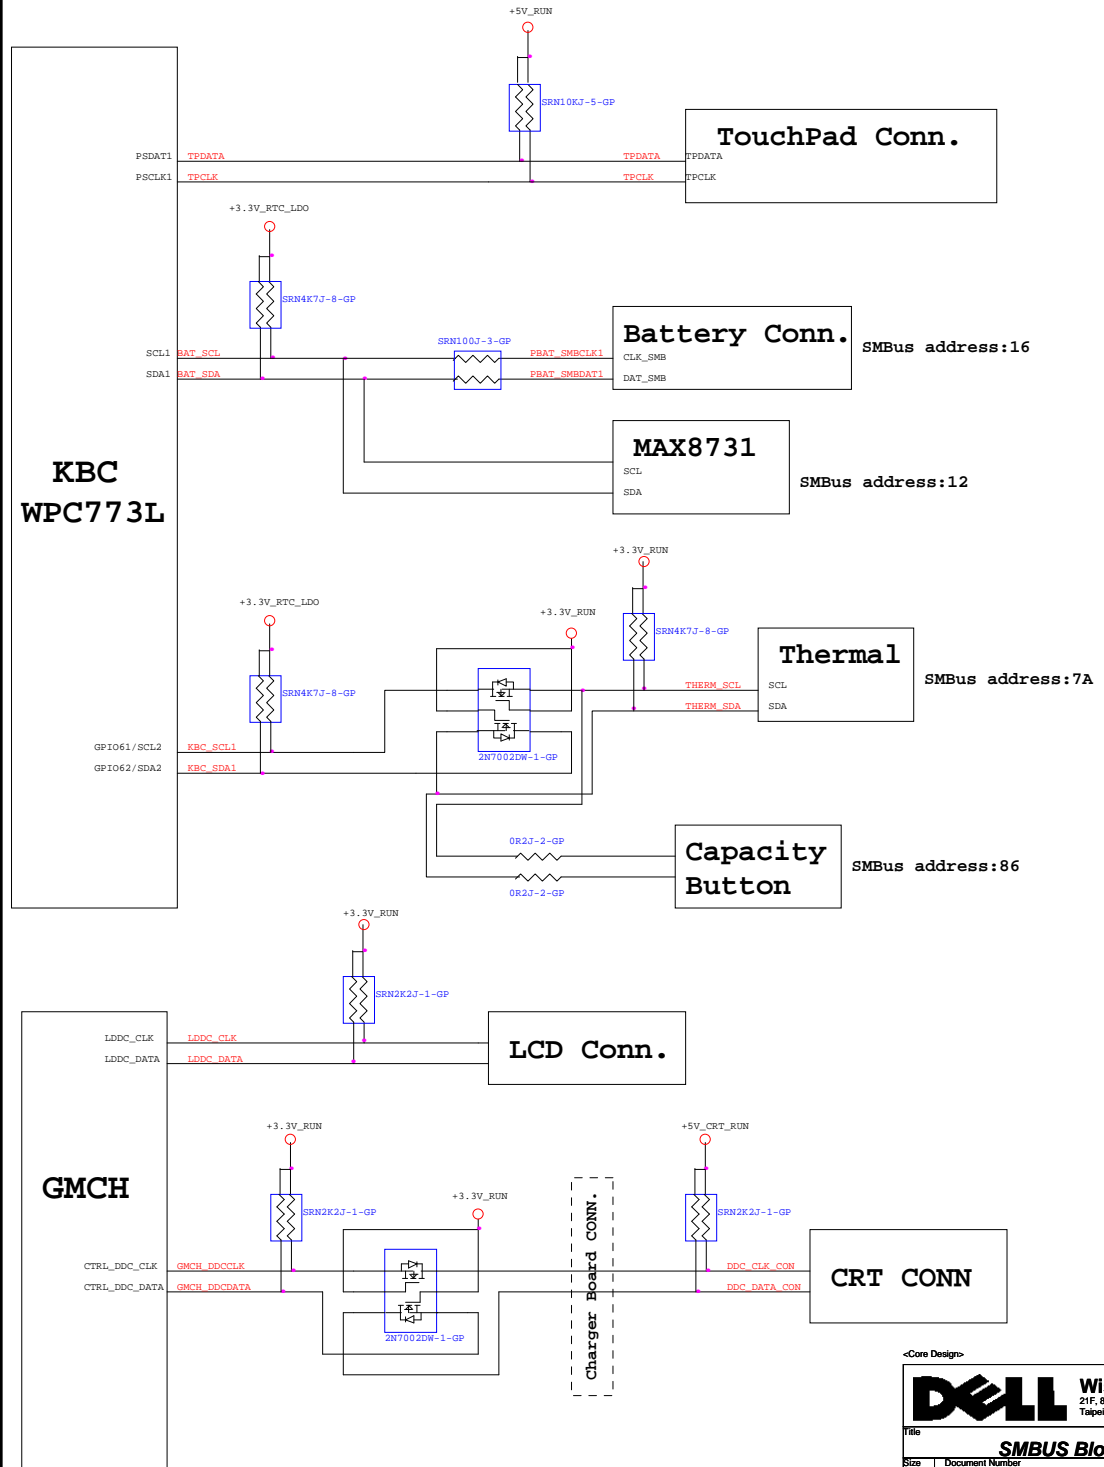 +5V_RUN
SRN10KJ-5-GP
TouchPad Conn.
PSDAT1 TPDATA TPDATA TPDATA
PSCLK1 TPCLK TPCLK TPCLK
+3.3V_RTC_LDO
SRN4K7J-8-GP
Battery Conn.
SRN100J-3-GP
SMBus address:16
SCL1 BAT_SCL PBAT_SMBCLK1 CLK_SMB
SDA1 BAT_SDA PBAT_SMBDAT1 DAT_SMB
MAX8731
SCL
SDA
SMBus address:12
KBC
WPC773L
+3.3V_RUN
+3.3V_RTC_LDO
+3.3V_RUN
SRN4K7J-8-GP
SRN4K7J-8-GP
Thermal
SMBus address:7A
THERM_SCL SCL
THERM_SDA SDA
GPIO61/SCL2 KBC_SCL1
GPIO62/SDA2 KBC_SDA1
2N7002DW-1-GP
0R2J-2-GP
0R2J-2-GP
Capacity
Button
SMBus address:86
+3.3V_RUN
SRN2K2J-1-GP
LDDC_CLK LDDC_CLK
LDDC_DATA LDDC_DATA
LCD Conn.
+3.3V_RUN
+5V_CRT_RUN
GMCH
SRN2K2J-1-GP
+3.3V_RUN
Charger Board CONN.
SRN2K2J-1-GP
CTRL_DDC_CLK GMCH_DDCCLK DDC_CLK_CON
CTRL_DDC_DATA GMCH_DDCDATA DDC_DATA_CON
CRT CONN
2N7002DW-1-GP
<Core Design>
DELL
Wi
21F, 8
Taipei
Title
SMBUS Blo
Size Document Number